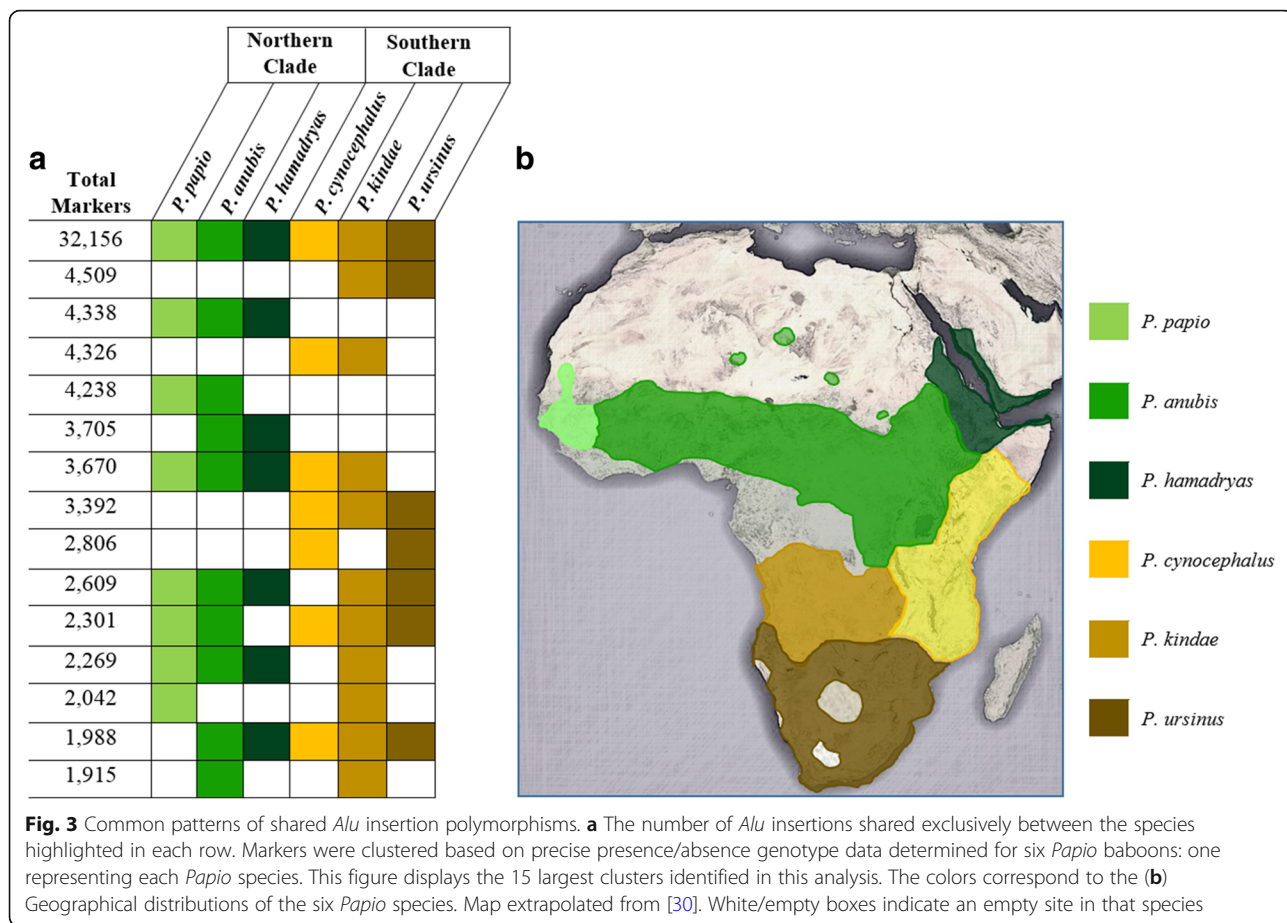 Northern
Clade
Southern
Clade
a
Total
Markers
P. papio
P. anubis
P. hamadryas
P. cynocephalus
P. kindae
P. ursinus
32,156
4,509
4,338
4,326
4,238
3,705
3,670
3,392
2,806
2,609
2,301
2,269
2,042
1,988
1,915
b
P. papio
P. anubis
P. hamadryas
P. cynocephalus
P. kindae
P. ursinus
Fig. 3 Common patterns of shared Alu insertion polymorphisms. a The number of Alu insertions shared exclusively between the species
highlighted in each row. Markers were clustered based on precise presence/absence genotype data determined for six Papio baboons: one
representing each Papio species. This figure displays the 15 largest clusters identified in this analysis. The colors correspond to the (b)
Geographical distributions of the six Papio species. Map extrapolated from [30]. White/empty boxes indicate an empty site in that species